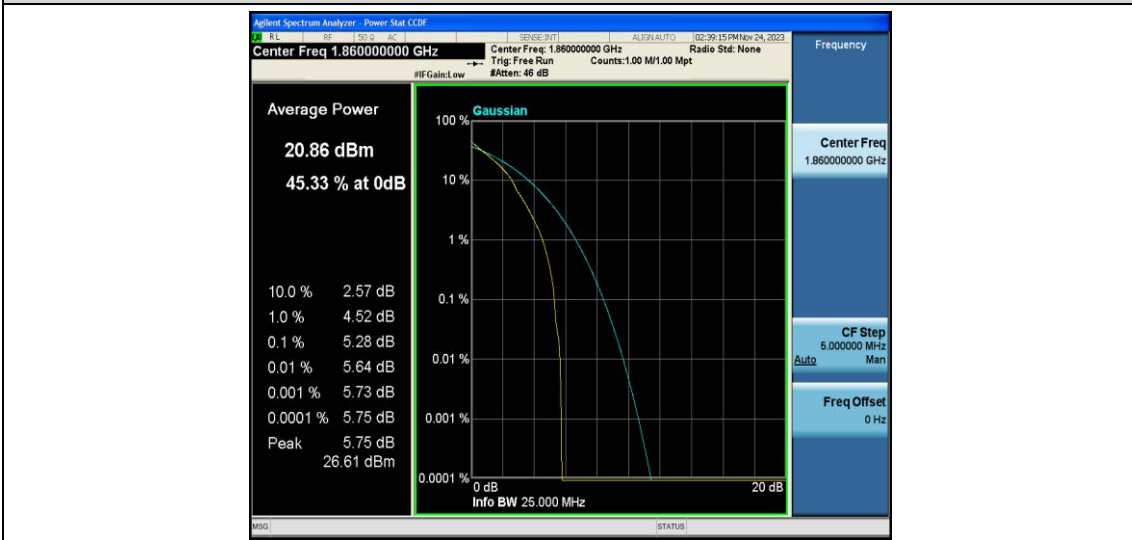 Agilent Spectrum Analyzer - Power Stat CCDF
LXI RL RF 50 Ω AC SENSE:INT ALIGN AUTO 02:39:15 PM Nov 24, 2023
Center Freq 1.860000000 GHz
Center Freq: 1.860000000 GHz Radio Std: None
Trig: Free Run Counts:1.00 M/1.00 Mpt
#IFGain:Low #Atten: 46 dB
Frequency
Average Power
20.86 dBm
45.33 % at 0dB
10.0 % 2.57 dB
1.0 % 4.52 dB
0.1 % 5.28 dB
0.01 % 5.64 dB
0.001 % 5.73 dB
0.0001 % 5.75 dB
Peak 5.75 dB
26.61 dBm
Gaussian
100 %
10 %
1 %
0.1 %
0.01 %
0.001 %
0.0001 %
0 dB 20 dB
Info BW 25.000 MHz
Center Freq
1.860000000 GHz
CF Step
5.000000 MHz
Auto Man
Freq Offset
0 Hz
MSG STATUS